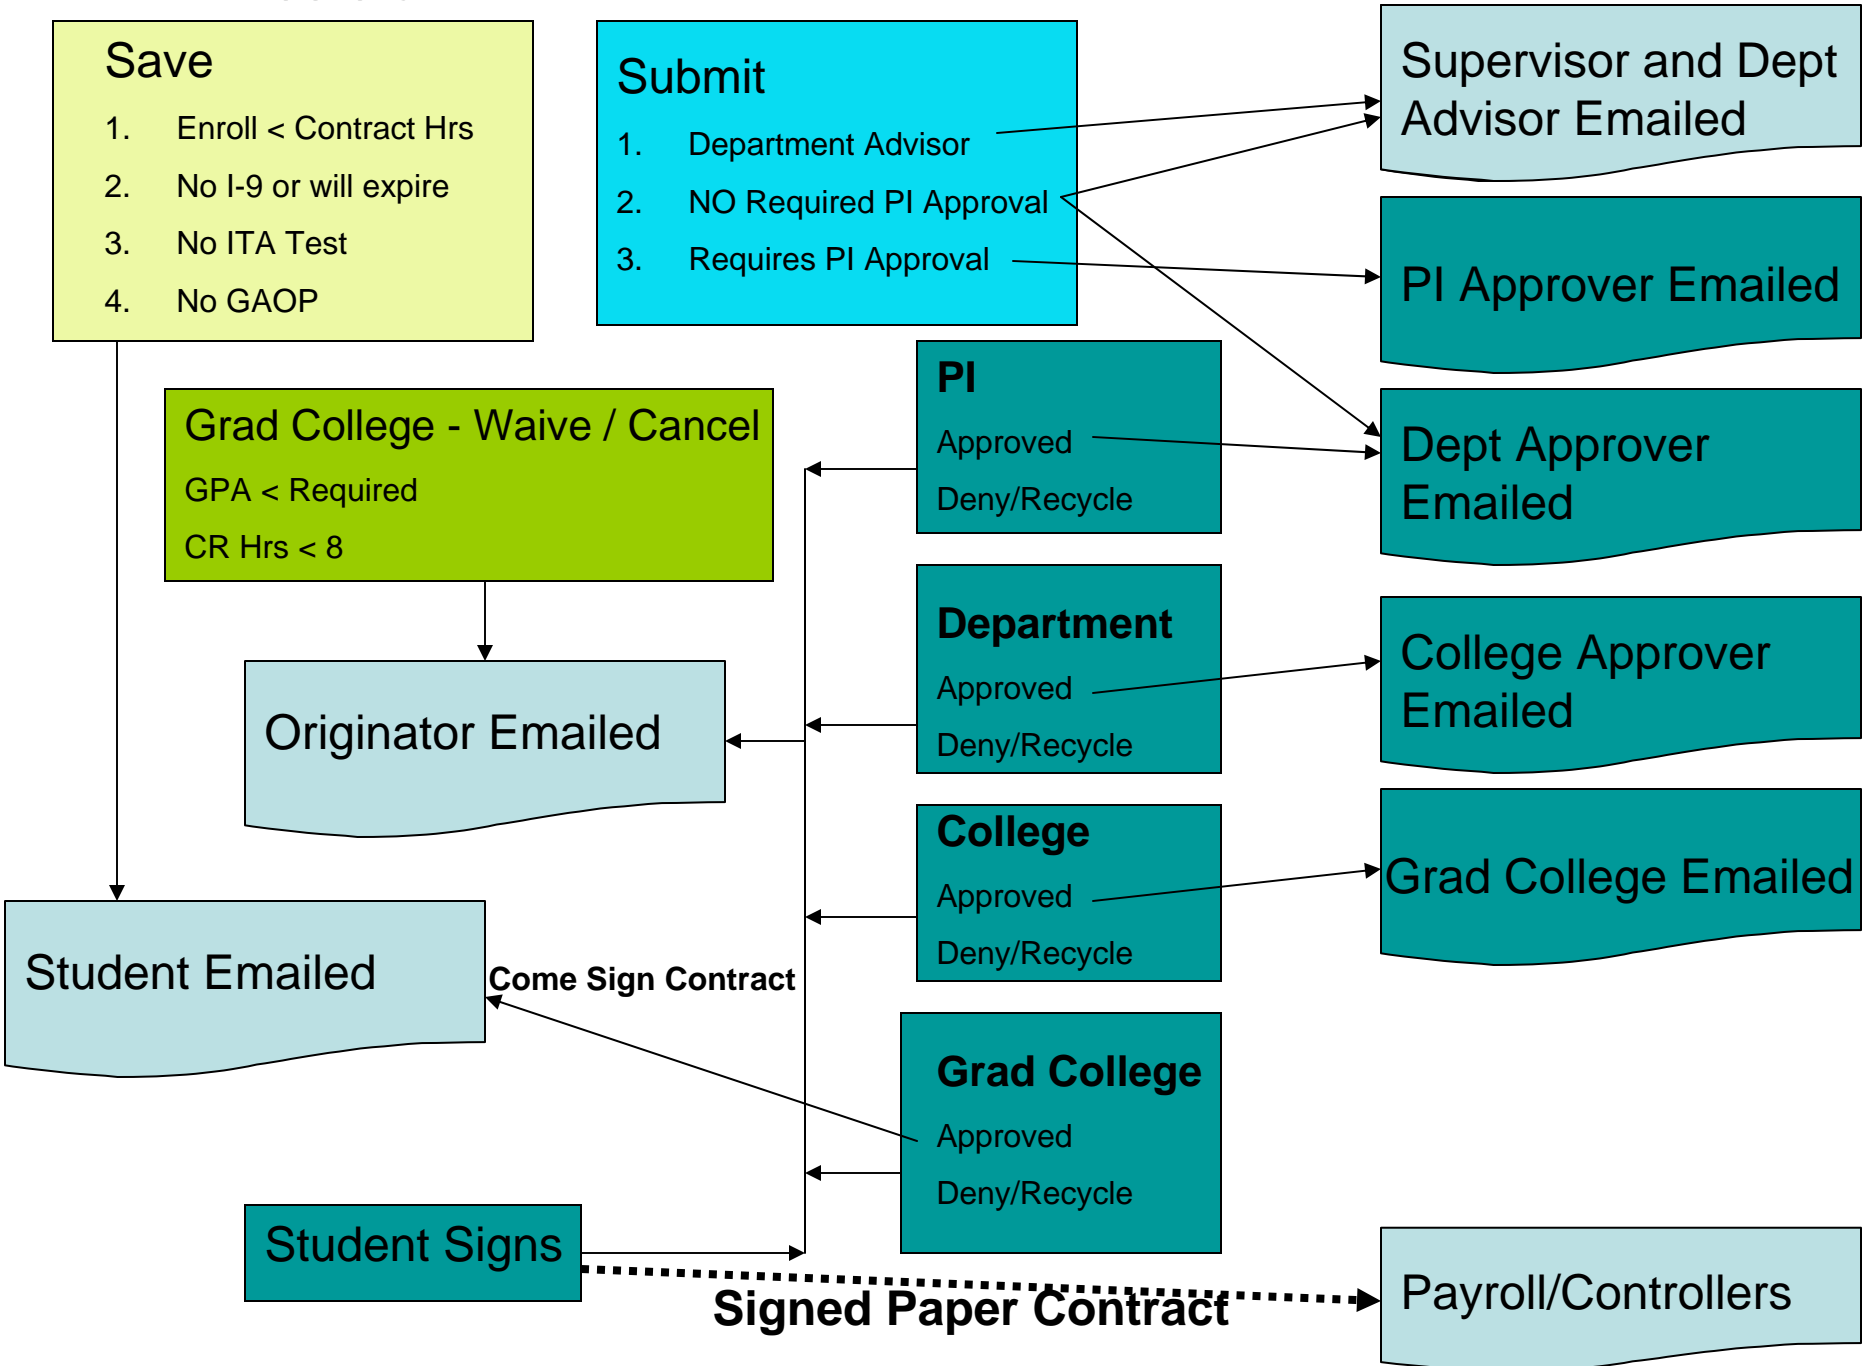 Save
1. Enroll < Contract Hrs
2. No I-9 or will expire
3. No ITA Test
4. No GAOP
Submit
1. Department Advisor
2. NO Required PI Approval
3. Requires PI Approval
Supervisor and Dept
Advisor Emailed
PI Approver Emailed
Grad College - Waive / Cancel
GPA < Required
CR Hrs < 8
PI
Approved
Deny/Recycle
Dept Approver
Emailed
Originator Emailed
Department
Approved
Deny/Recycle
College Approver
Emailed
College
Approved
Deny/Recycle
Grad College Emailed
Student Emailed
Come Sign Contract
Grad College
Approved
Deny/Recycle
Student Signs
Signed Paper Contract
Payroll/Controllers